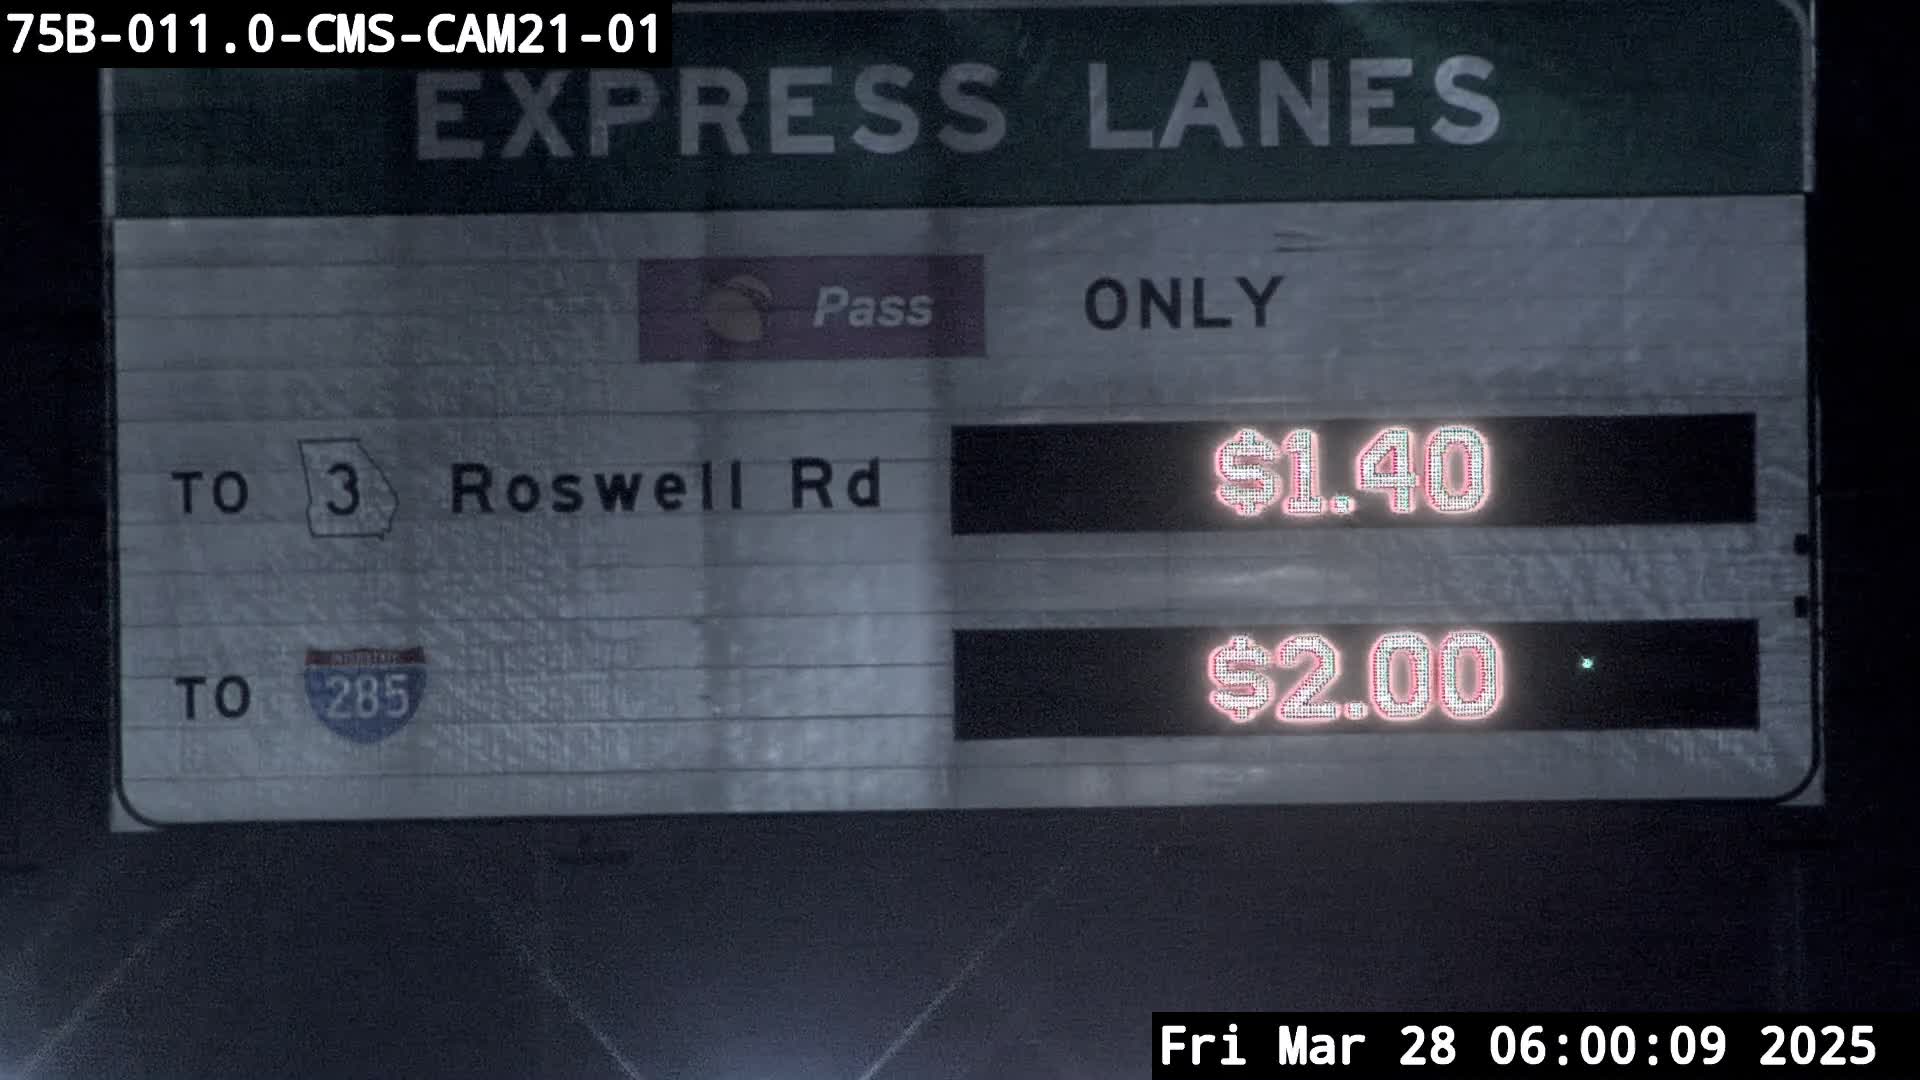 75B-011.0-CMS-CAM21-01
EXPRESS LANES
Pass ONLY
TO 3 Roswell Rd $1.40
TO 285 $2.00
Fri Mar 28 06:00:09 2025